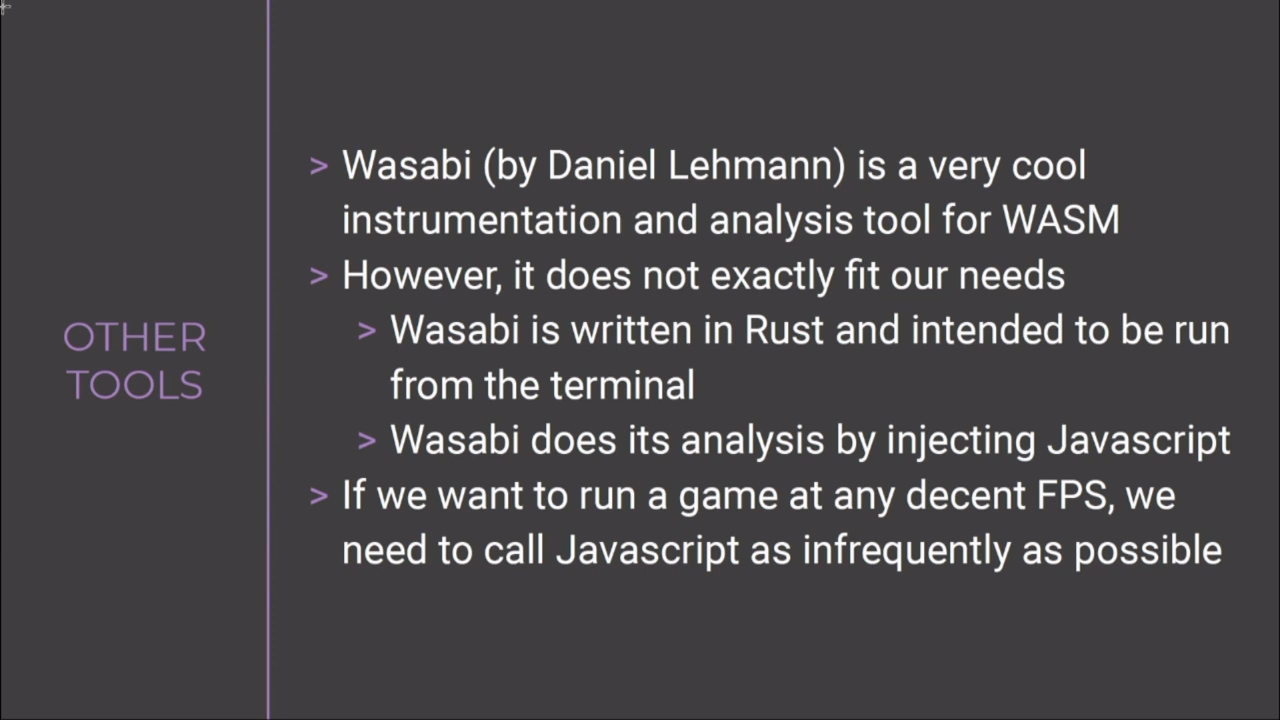 OTHER
TOOLS
> Wasabi (by Daniel Lehmann) is a very cool
instrumentation and analysis tool for WASM
> However, it does not exactly fit our needs
> Wasabi is written in Rust and intended to be run
from the terminal
> Wasabi does its analysis by injecting Javascript
> If we want to run a game at any decent FPS, we
need to call Javascript as infrequently as possible